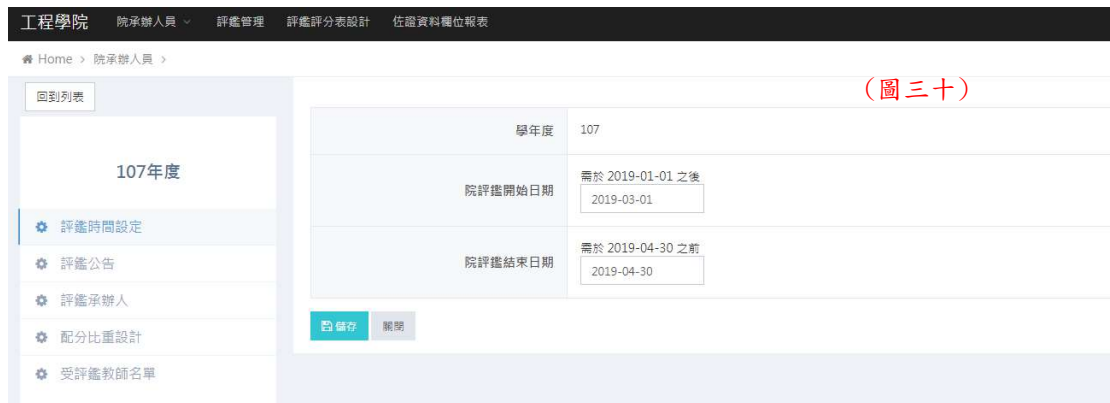 工程學院 院承辦人員 評鑑管理 評鑑評分表設計 佐證資料欄位報表
Home > 院承辦人員 >
回到列表
(圖三十)
107年度
評鑑時間設定
評鑑公告
評鑑承辦人
配分比重設計
受評鑑教師名單
學年度 107
院評鑑開始日期
需於 2019-01-01 之後
2019-03-01
院評鑑結束日期
需於 2019-04-30 之前
2019-04-30
儲存 關閉